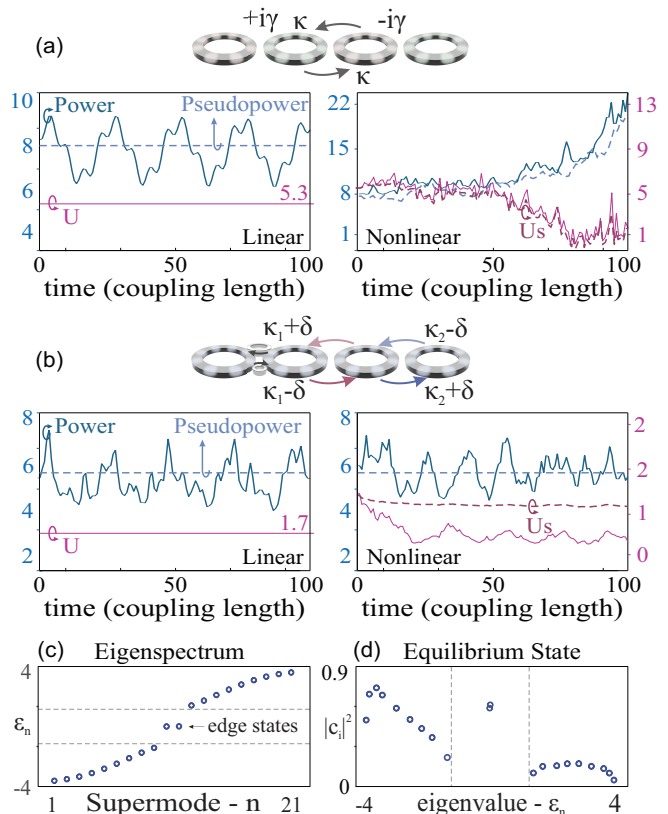 (a)
+iγ κ -iγ
κ
10 Power Pseudopower
8
6
5.3
U
4
Linear
0 50 100
time (coupling length)
22 13
15 9
8 5
1 1
Us
Nonlinear
0 50 100
time (coupling length)
(b)
κ₁+δ κ₂-δ
κ₁-δ κ₂+δ
8 Power Pseudopower
6
4
1.7
U
2
Linear
0 50 100
time (coupling length)
8 2
6 2
4 1
2 0
Us
Nonlinear
0 50 100
time (coupling length)
(c) Eigenspectrum
4
εₙ
edge states
-4
1 21
Supermode - n
(d) Equilibrium State
0.9
|cᵢ|²
0
-4 4
eigenvalue - εₙ